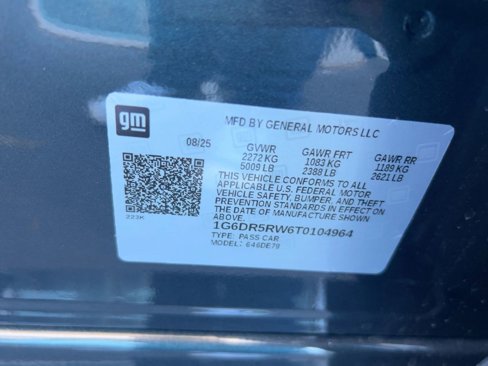 gm
MFD BY GENERAL MOTORS LLC
08/25 GVWR GAWR FRT GAWR RR
2272 KG 1083 KG 1189 KG
5009 LB 2388 LB 2621 LB
THIS VEHICLE CONFORMS TO ALL
APPLICABLE U.S. FEDERAL MOTOR
VEHICLE SAFETY, BUMPER, AND THEFT
PREVENTION STANDARDS IN EFFECT ON
THE DATE OF MANUFACTURE SHOWN
ABOVE.
223K
1G6DR5RW6T0104964
TYPE: PASS CAR
MODEL: 646DE79